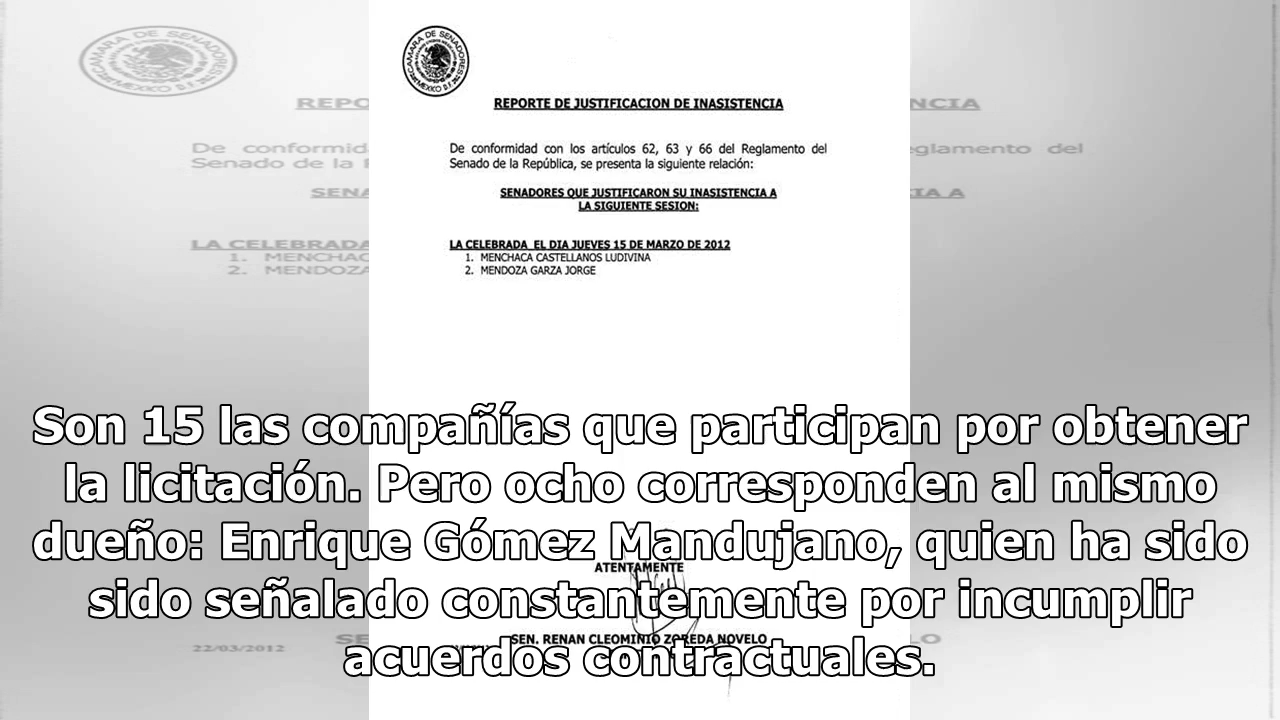 CAMARA DE SENADORES
MEXICO D.F.
REPORTE DE JUSTIFICACION DE INASISTENCIA
De conformidad con los artículos 62, 63 y 66 del Reglamento del
Senado de la República, se presenta la siguiente relación:
SENADORES QUE JUSTIFICARON SU INASISTENCIA A
LA SIGUIENTE SESION:
LA CELEBRADA EL DIA JUEVES 15 DE MARZO DE 2012
1. MENCHACA CASTELLANOS LUDIVINA
2. MENDOZA GARZA JORGE
Son 15 las compañías que participan por obtener
la licitación. Pero ocho corresponden al mismo
dueño: Enrique Gómez Mandujano, quien ha sido
sido señalado constantemente por incumplir
acuerdos contractuales.
ATENTAMENTE
SEN. RENAN CLEOMINIO ZOREDA NOVELO
22/03/2012